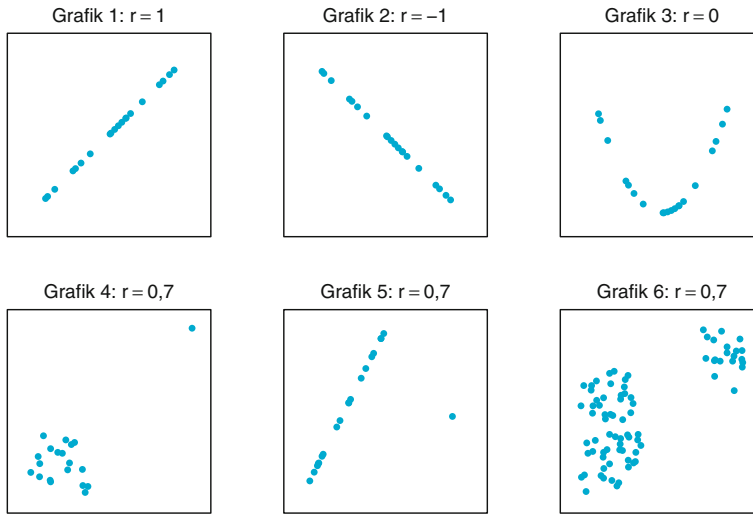 Grafik 1: r = 1
Grafik 2: r = −1
Grafik 3: r = 0
Grafik 4: r = 0,7
Grafik 5: r = 0,7
Grafik 6: r = 0,7